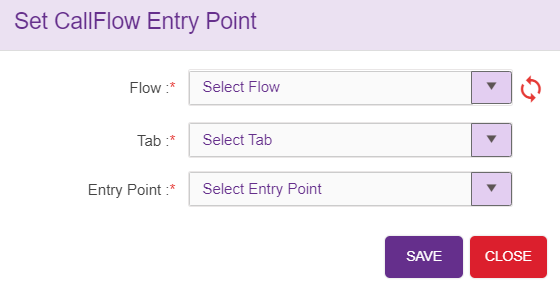 Set CallFlow Entry Point
Flow :* Select Flow
Tab :* Select Tab
Entry Point :* Select Entry Point
SAVE CLOSE